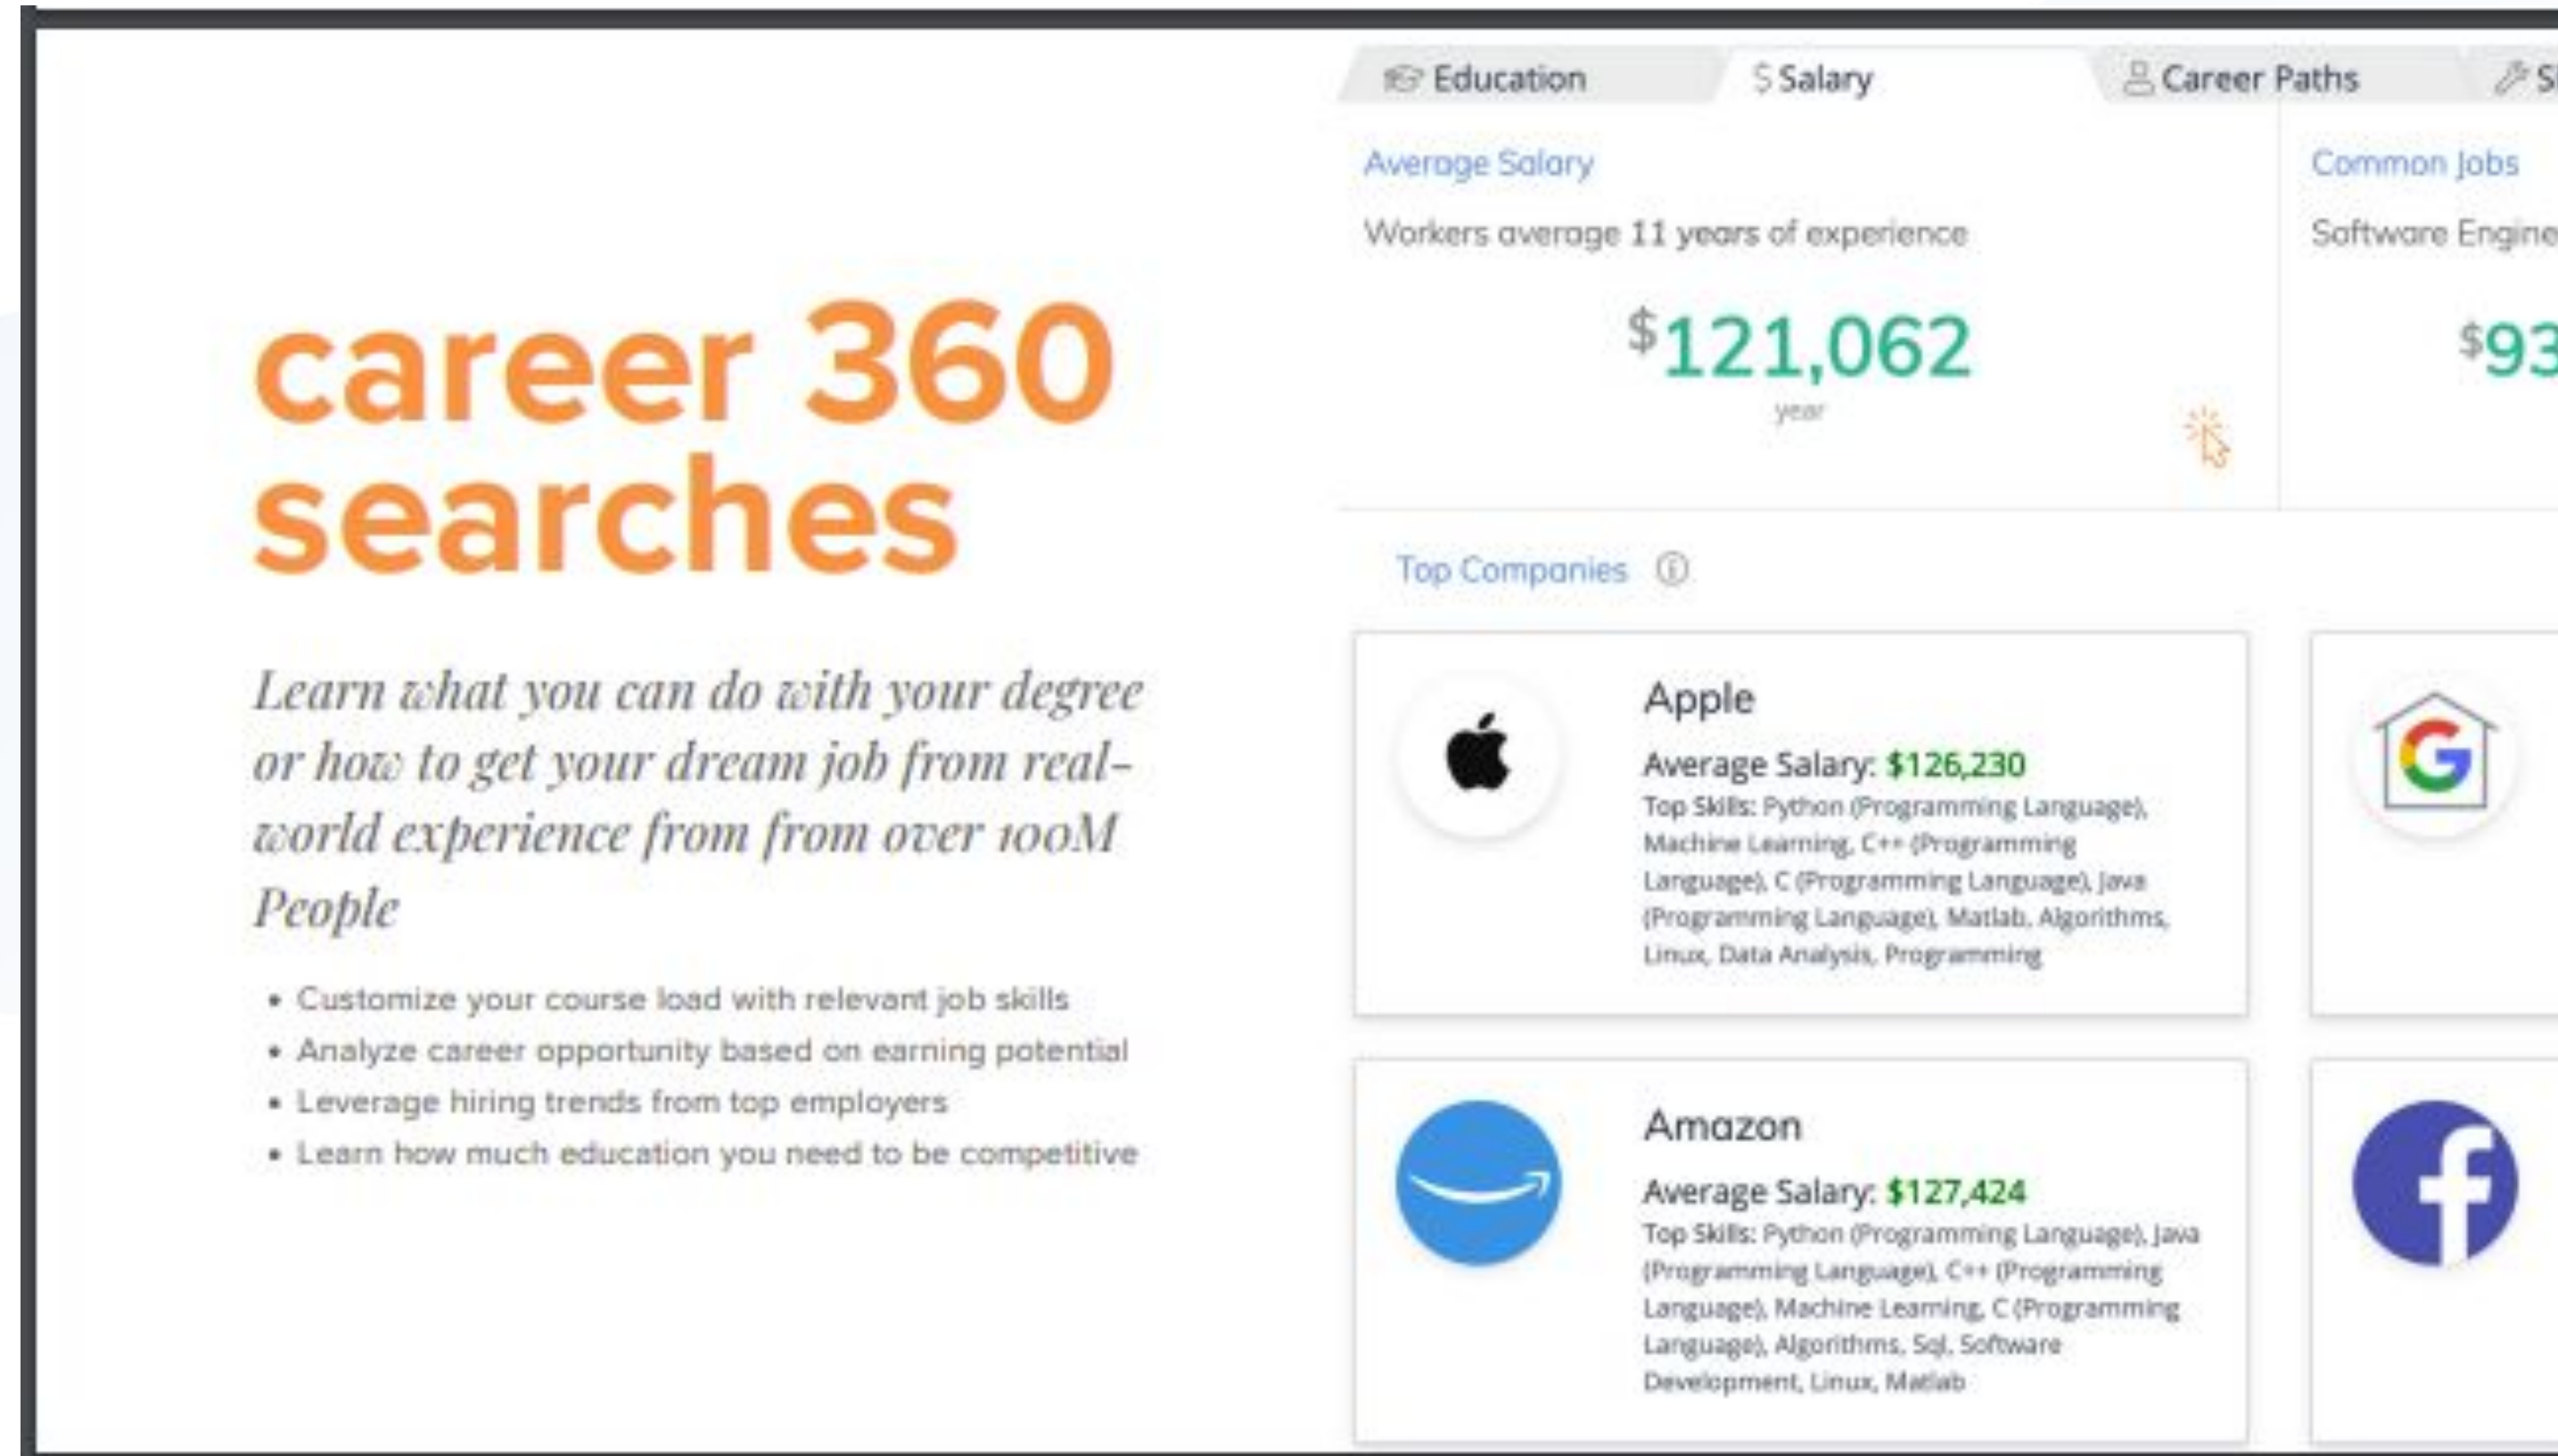 career 360
searches
Learn what you can do with your degree
or how to get your dream job from real-
world experience from from over 100M
People
• Customize your course load with relevant job skills
• Analyze career opportunity based on earning potential
• Leverage hiring trends from top employers
• Learn how much education you need to be competitive
Education
$ Salary
Career Paths
Average Salary
Workers average 11 years of experience
$121,062
year
Common Jobs
Software
$93
Top Companies
Apple
Average Salary: $126,230
Top Skills: Python (Programming Language),
Machine Learning, C++ (Programming
Language), C (Programming Language), Java
(Programming Language), Matlab, Algorithms,
Linux, Data Analysis, Programming
G
Amazon
Average Salary: $127,424
Top Skills: Python (Programming Language), Java
(Programming Language), C++ (Programming
Language), Machine Learning, C (Programming
Language), Algorithms, Sql, Software
Development, Linux, Matlab
f